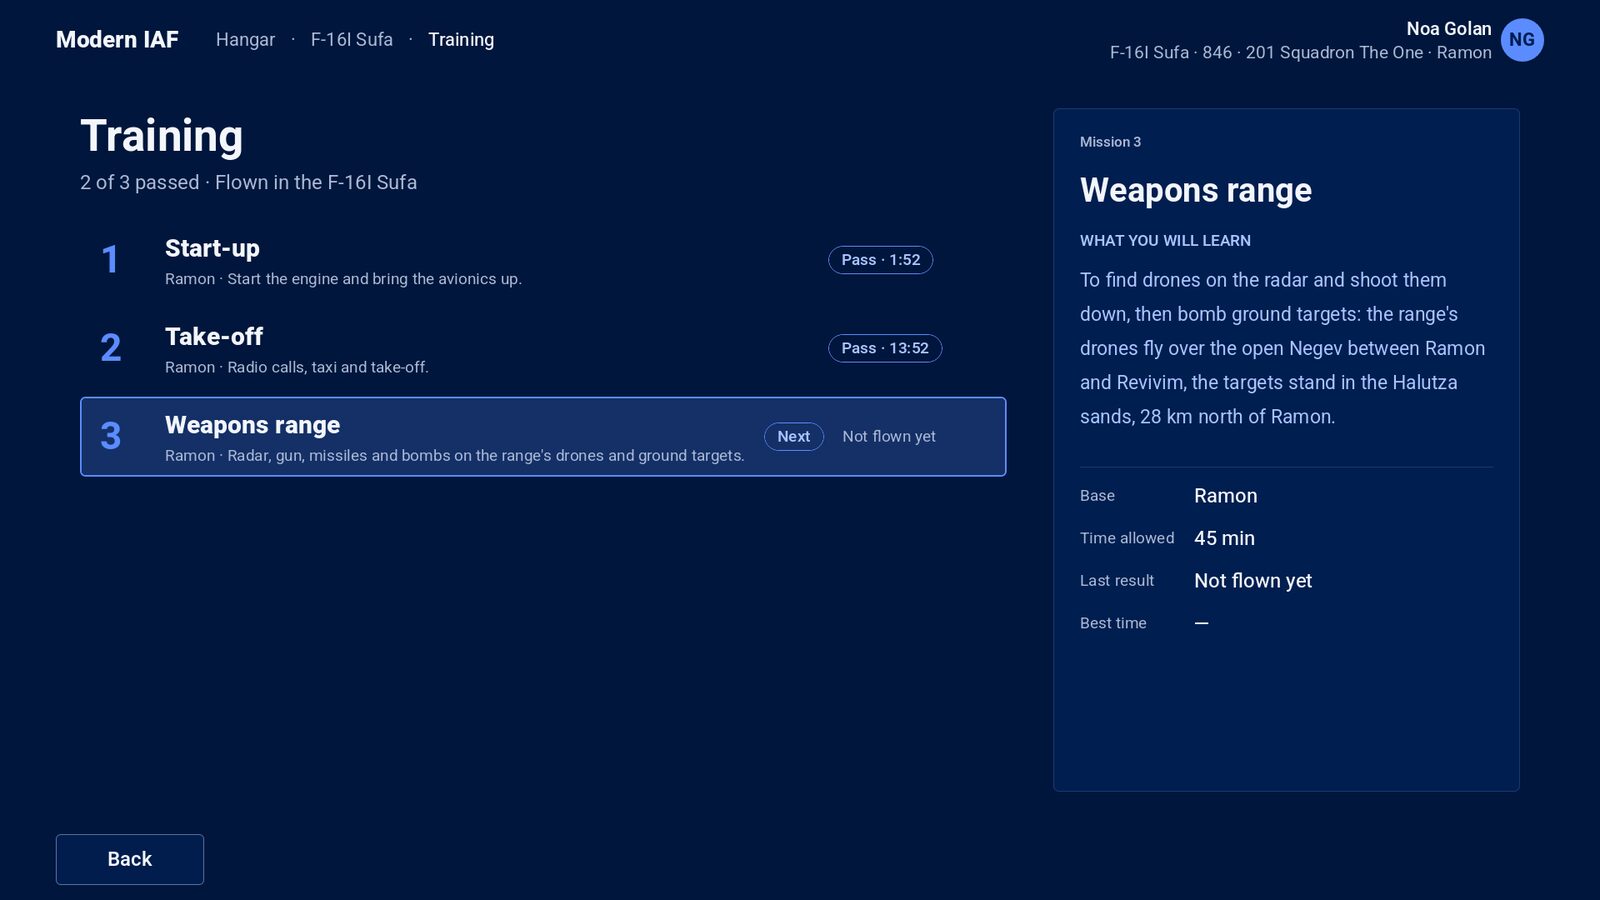 Modern IAF
Hangar · F-16I Sufa · Training
Noa Golan
F-16I Sufa · 846 · 201 Squadron The One · Ramon
NG
Training
2 of 3 passed · Flown in the F-16I Sufa
1
Start-up
Ramon · Start the engine and bring the avionics up.
Pass · 1:52
2
Take-off
Ramon · Radio calls, taxi and take-off.
Pass · 13:52
3
Weapons range
Ramon · Radar, gun, missiles and bombs on the range's drones and ground targets.
Next
Not flown yet
Mission 3
Weapons range
WHAT YOU WILL LEARN
To find drones on the radar and shoot them
down, then bomb ground targets: the range's
drones fly over the open Negev between Ramon
and Revivim, the targets stand in the Halutza
sands, 28 km north of Ramon.
Base Ramon
Time allowed 45 min
Last result Not flown yet
Best time —
Back